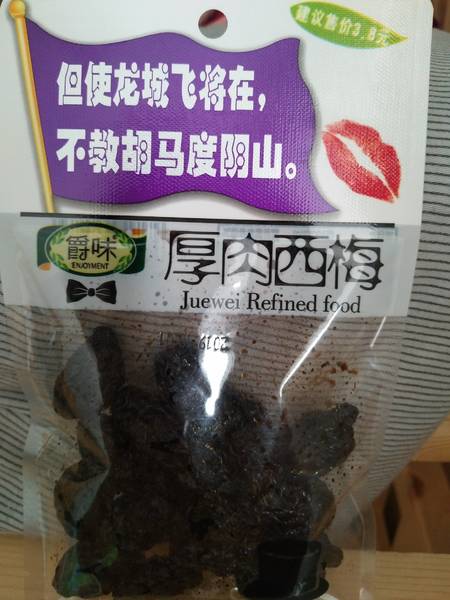 建议售价3.8元
但使龙城飞将在，
不教胡马度阴山。
爵味
ENJOYMENT
厚肉西梅
Juewei Refined food